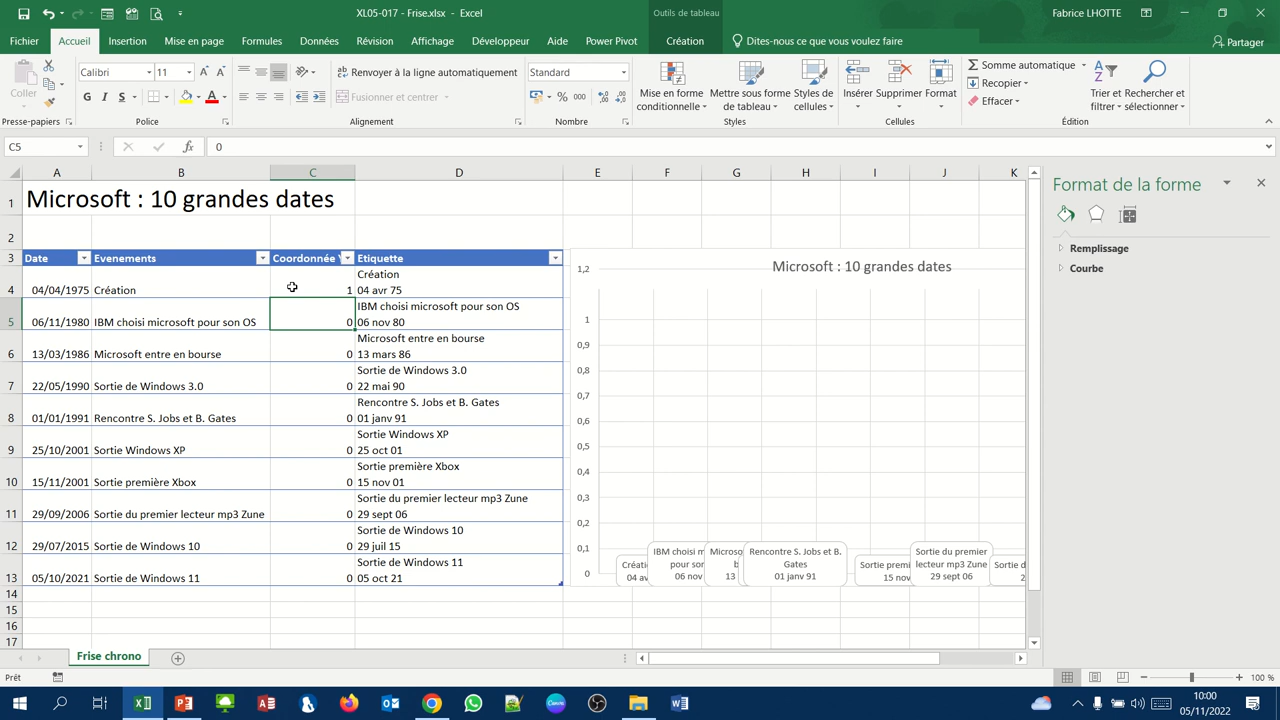 XL05-017 - Frise.xlsx - Excel
Outils de tableau
Fabrice LHOTTE
Fichier Accueil Insertion Mise en page Formules Données Révision Affichage Développeur Aide Power Pivot Création Dites-nous ce que vous voulez faire Partager
Coller
Calibri 11
G I S
Renvoyer à la ligne automatiquement
Fusionner et centrer
Standard
% 000
Mise en forme conditionnelle
Mettre sous forme de tableau
Styles de cellules
Insérer Supprimer Format
Somme automatique
Recopier
Effacer
Trier et filtrer
Rechercher et sélectionner
Presse-papiers Police Alignement Nombre Styles Cellules Édition
C5 fx 0
A B C D E F G H I J K
1 Microsoft : 10 grandes dates
2
3 Date Evenements Coordonnée Etiquette
4 04/04/1975 Création 1 Création
04 avr 75
5 06/11/1980 IBM choisi microsoft pour son OS 0 IBM choisi microsoft pour son OS
06 nov 80
6 13/03/1986 Microsoft entre en bourse 0 Microsoft entre en bourse
13 mars 86
7 22/05/1990 Sortie de Windows 3.0 0 Sortie de Windows 3.0
22 mai 90
8 01/01/1991 Rencontre S. Jobs et B. Gates 0 Rencontre S. Jobs et B. Gates
01 janv 91
9 25/10/2001 Sortie Windows XP 0 Sortie Windows XP
25 oct 01
10 15/11/2001 Sortie première Xbox 0 Sortie première Xbox
15 nov 01
11 29/09/2006 Sortie du premier lecteur mp3 Zune 0 Sortie du premier lecteur mp3 Zune
29 sept 06
12 29/07/2015 Sortie de Windows 10 0 Sortie de Windows 10
29 juil 15
13 05/10/2021 Sortie de Windows 11 0 Sortie de Windows 11
05 oct 21
14
15
16
17
Microsoft : 10 grandes dates
1,2
1
0,9
0,8
0,7
0,6
0,5
0,4
0,3
0,2
0,1
0
Créati
04 av
IBM choisi m
pour son
06 nov
Microso
b
13
Rencontre S. Jobs et B.
Gates
01 janv 91
Sortie premi
15 nov
Sortie du premier
lecteur mp3 Zune
29 sept 06
Sortie d
2
Format de la forme
Remplissage
Courbe
Frise chrono
Prêt
100 %
10:00
05/11/2022